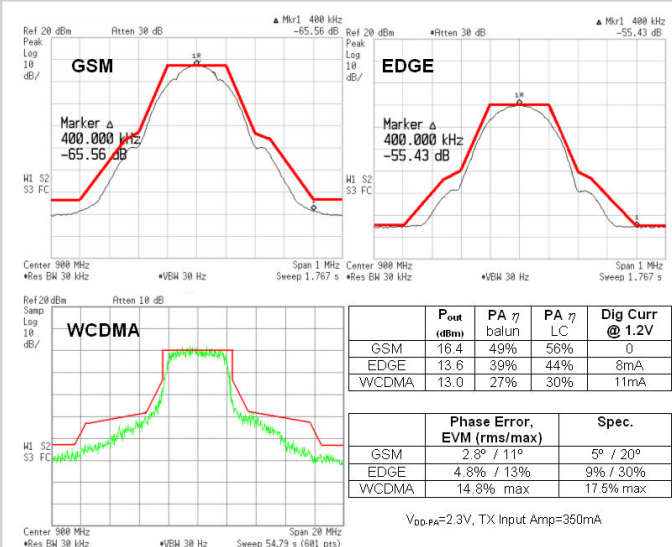 Δ Mkr1 400 kHz
Ref 20 dBm Atten 30 dB -65.56 dB
Peak
Log
10
dB/
GSM
1R
Marker Δ
400.000 kHz
-65.56 dB
W1 S2
S3 FC
Center 900 MHz Span 1 MHz
*Res BW 30 kHz *VBW 30 Hz Sweep 1.767 s
Δ Mkr1 400 kHz
Ref 20 dBm *Atten 30 dB -55.43 dB
Peak
Log
10
dB/
EDGE
1R
Marker Δ
400.000 kHz
-55.43 dB
1
W1 S2
S3 FC
Center 900 MHz Span 1 MHz
*Res BW 30 kHz *VBW 30 Hz Sweep 1.767 s
Ref 20 dBm Atten 10 dB
Samp
Log
10
dB/
WCDMA
W1 S2
S3 FC
Center 900 MHz Span 20 MHz
*Res BW 30 kHz *VBW 30 Hz Sweep 54.79 s (601 pts)
Pout (dBm) PA η balun PA η LC Dig Curr @ 1.2V
GSM 16.4 49% 56% 0
EDGE 13.6 39% 44% 8mA
WCDMA 13.0 27% 30% 11mA
Phase Error, EVM (rms/max) Spec.
GSM 2.8º / 11º 5º / 20º
EDGE 4.8% / 13% 9% / 30%
WCDMA 14.8% max 17.5% max
VDD-PA=2.3V, TX Input Amp=350mA